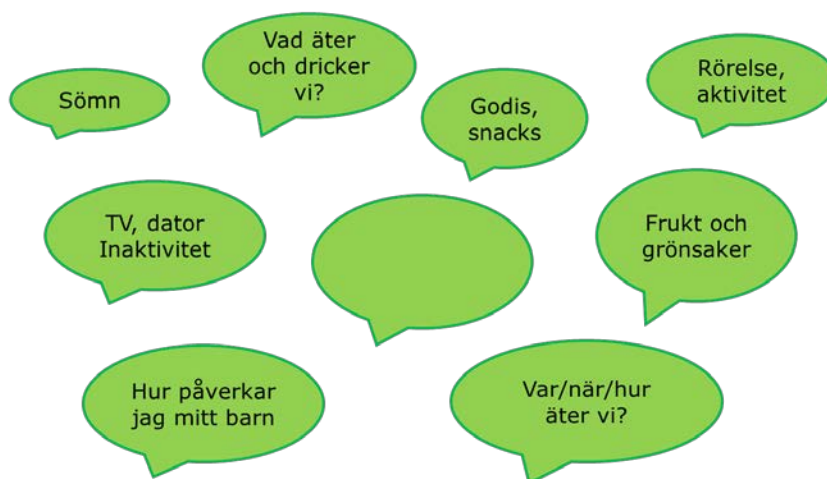 Sömn
Vad äter
och dricker
vi?
Godis,
snacks
Rörelse,
aktivitet
TV, dator
Inaktivitet
Frukt och
grönsaker
Hur påverkar
jag mitt barn
Var/när/hur
äter vi?